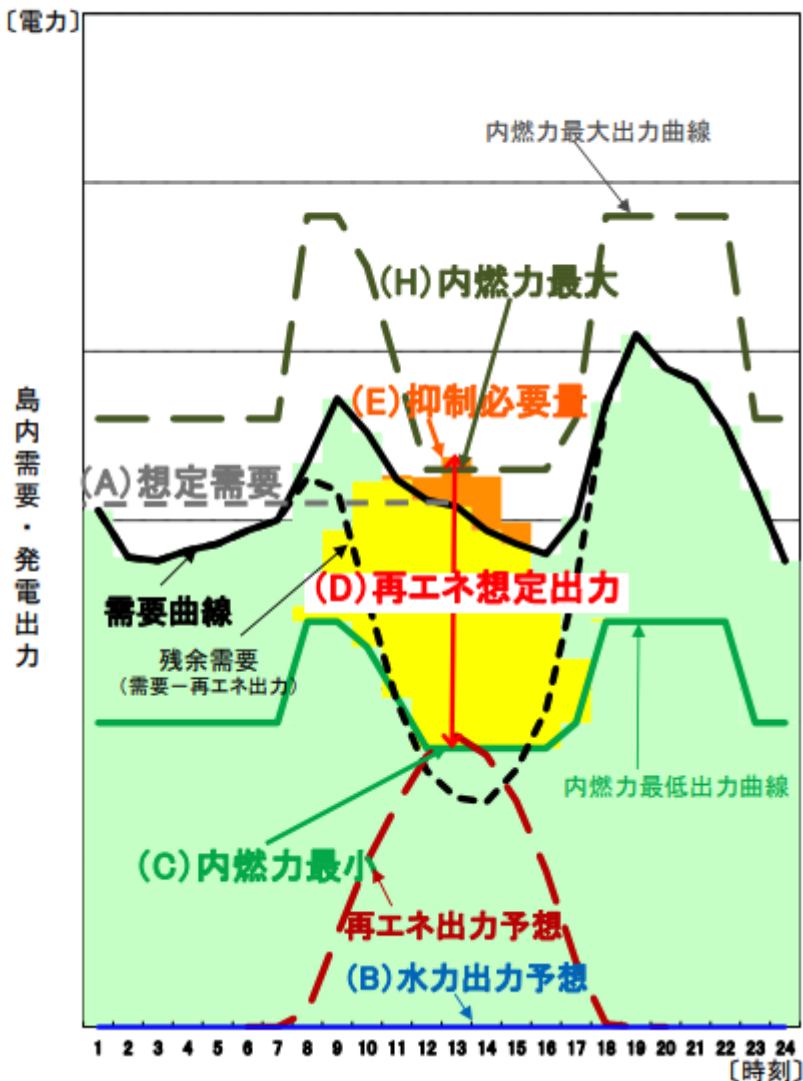 〔電力〕
内燃力最大出力曲線
(H)内燃力最大
(E)抑制必要量
(A)想定需要
島内需要・発電出力
(D)再エネ想定出力
需要曲線
残余需要
(需要－再エネ出力)
内燃力最低出力曲線
(C)内燃力最小
再エネ出力予想
(B)水力出力予想
1 2 3 4 5 6 7 8 9 10 11 12 13 14 15 16 17 18 19 20 21 22 23 24
〔時刻〕